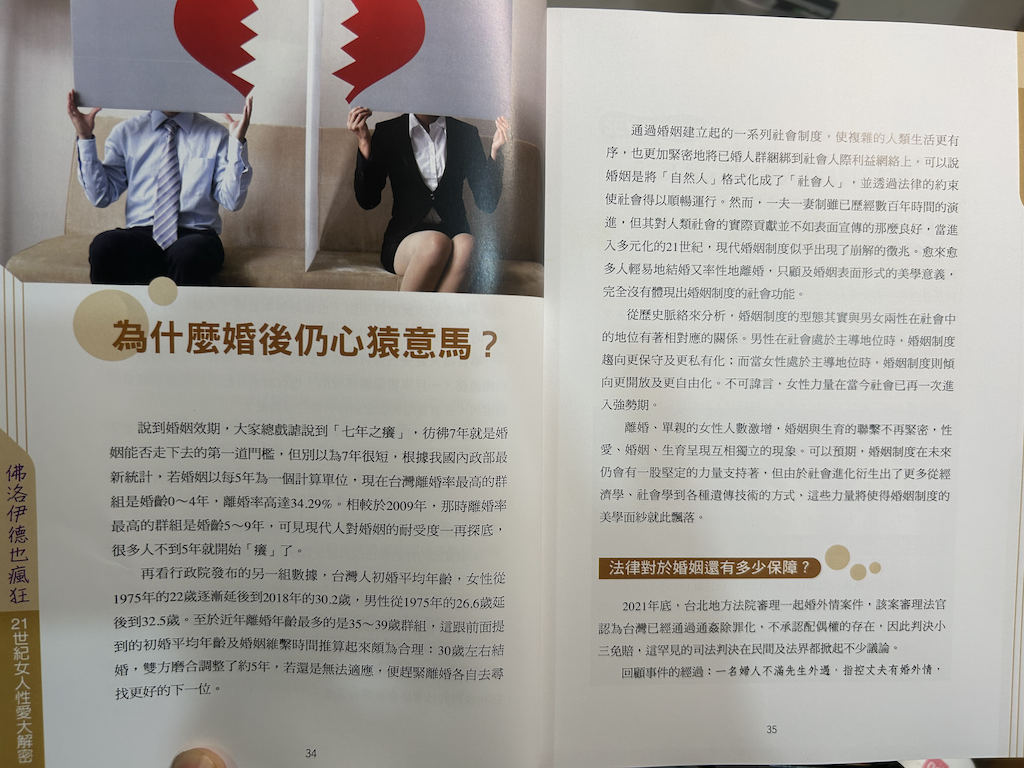 為什麼婚後仍心猿意馬？
說到婚姻效期，大家總戲謔說到「七年之癢」，彷彿7年就是婚
姻能否走下去的第一道門檻，但別以為7年很短，根據我國內政部最
新統計，若婚姻以每5年為一個計算單位，現在台灣離婚率最高的群
組是婚齡0～4年，離婚率高達34.29%。相較於2009年，那時離婚率
最高的群組是婚齡5～9年，可見現代人對婚姻的耐受度一再探底，
很多人不到5年就開始「癢」了。
再看行政院發布的另一組數據，台灣人初婚平均年齡，女性從
1975年的22歲逐漸延後到2018年的30.2歲，男性從1975年的26.6歲延
後到32.5歲。至於近年離婚年齡最多的是35～39歲群組，這跟前面提
到的初婚平均年齡及婚姻維繫時間推算起來頗為合理：30歲左右結
婚，雙方磨合調整了約5年，若還是無法適應，便趕緊離婚各自去尋
找更好的下一位。
佛洛伊德也瘋狂
21世紀女人性愛大解密
34
通過婚姻建立起的一系列社會制度，使複雜的人類生活更有
序，也更加緊密地將已婚人群綑綁到社會人際利益網絡上，可以說
婚姻是將「自然人」格式化成了「社會人」，並透過法律的約束
使社會得以順暢運行。然而，一夫一妻制雖已歷經數百年時間的演
進，但其對人類社會的實際貢獻並不如表面宣傳的那麼良好，當進
入多元化的21世紀，現代婚姻制度似乎出現了崩解的徵兆。愈來愈
多人輕易地結婚又率性地離婚，只顧及婚姻表面形式的美學意義，
完全沒有體現出婚姻制度的社會功能。
從歷史脈絡來分析，婚姻制度的型態其實與男女兩性在社會中
的地位有著相對應的關係。男性在社會處於主導地位時，婚姻制度
趨向更保守及更私有化；而當女性處於主導地位時，婚姻制度則傾
向更開放及更自由化。不可諱言，女性力量在當今社會已再一次進
入強勢期。
離婚、單親的女性人數激增，婚姻與生育的聯繫不再緊密，性
愛、婚姻、生育呈現互相獨立的現象。可以預期，婚姻制度在未來
仍會有一股堅定的力量支持著，但由於社會進化衍生出了更多從經
濟學、社會學到各種遺傳技術的方式，這些力量將使得婚姻制度的
美學面紗就此飄落。
法律對於婚姻還有多少保障？
2021年底，台北地方法院審理一起婚外情案件，該案審理法官
認為台灣已經通過通姦除罪化，不承認配偶權的存在，因此判決小
三免賠，這罕見的司法判決在民間及法界都掀起不少議論。
回顧事件的經過：一名婦人不滿先生外遇，指控丈夫有婚外情，
35